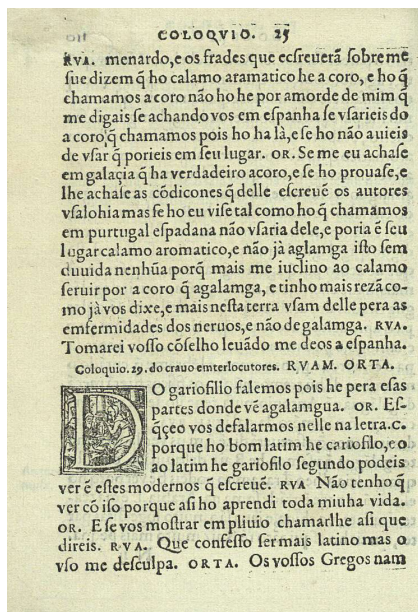 COLOQVIO. 25
RVA. menardo,e os frades que ecsreuerã sobre me
sue dizem q̃ ho calamo aramatico he a coro, e ho q̃
chamamos a coro não ho he por amorde de mim q̃
me digais se achando vos em espanha se vsarieis do
a coro q̃ chamamos pois ho ha là, e se ho não auieis
de vsar q̃ porieis em seu lugar. OR. Se me eu achase
em galaçia q̃ ha verdadeiro acoro, e se ho prouase, e
lhe achase as cõdicones q̃ delle escreuẽ os autores
vsalohia mas se ho eu vise tal como ho q̃ chamamos
em purtugal espadana não vsaria dele, e poria ẽ seu
lugar calamo aromatico, e não jà aglamga isto sem
duuida nenhũa porq̃ mais me iuclino ao calamo
seruir por a coro q̃ agalamga, e tinho mais rezã co-
mo jà vos dixe, e mais nesta terra vsam delle pera as
emfermidades dos neruos, e não de galamga. RVA.
Tomarei vosso cõselho leuãdo me deos a espanha.
Coloquio. 29. do crauo emterlocutores. RVAM. ORTA.
DO gariofilo falemos pois he pera esas
partes donde vẽ agalamgua. OR. Es-
q̃çeo vos defalarmos nelle na letra.c.
porque ho bom latim he cariofilo, e o
ao latim he gariofilo segundo podeis
ver ẽ estes modernos q̃ escreuẽ. RVA Não tenho q̃
ver cõ iso porque asi ho aprendi toda miuha vida.
OR. E se vos mostrar em pliuio chamarlhe asi que
direis. RVA. Que confesso ser mais latino mas o
vso me desculpa. ORTA. Os vossos Gregos nam